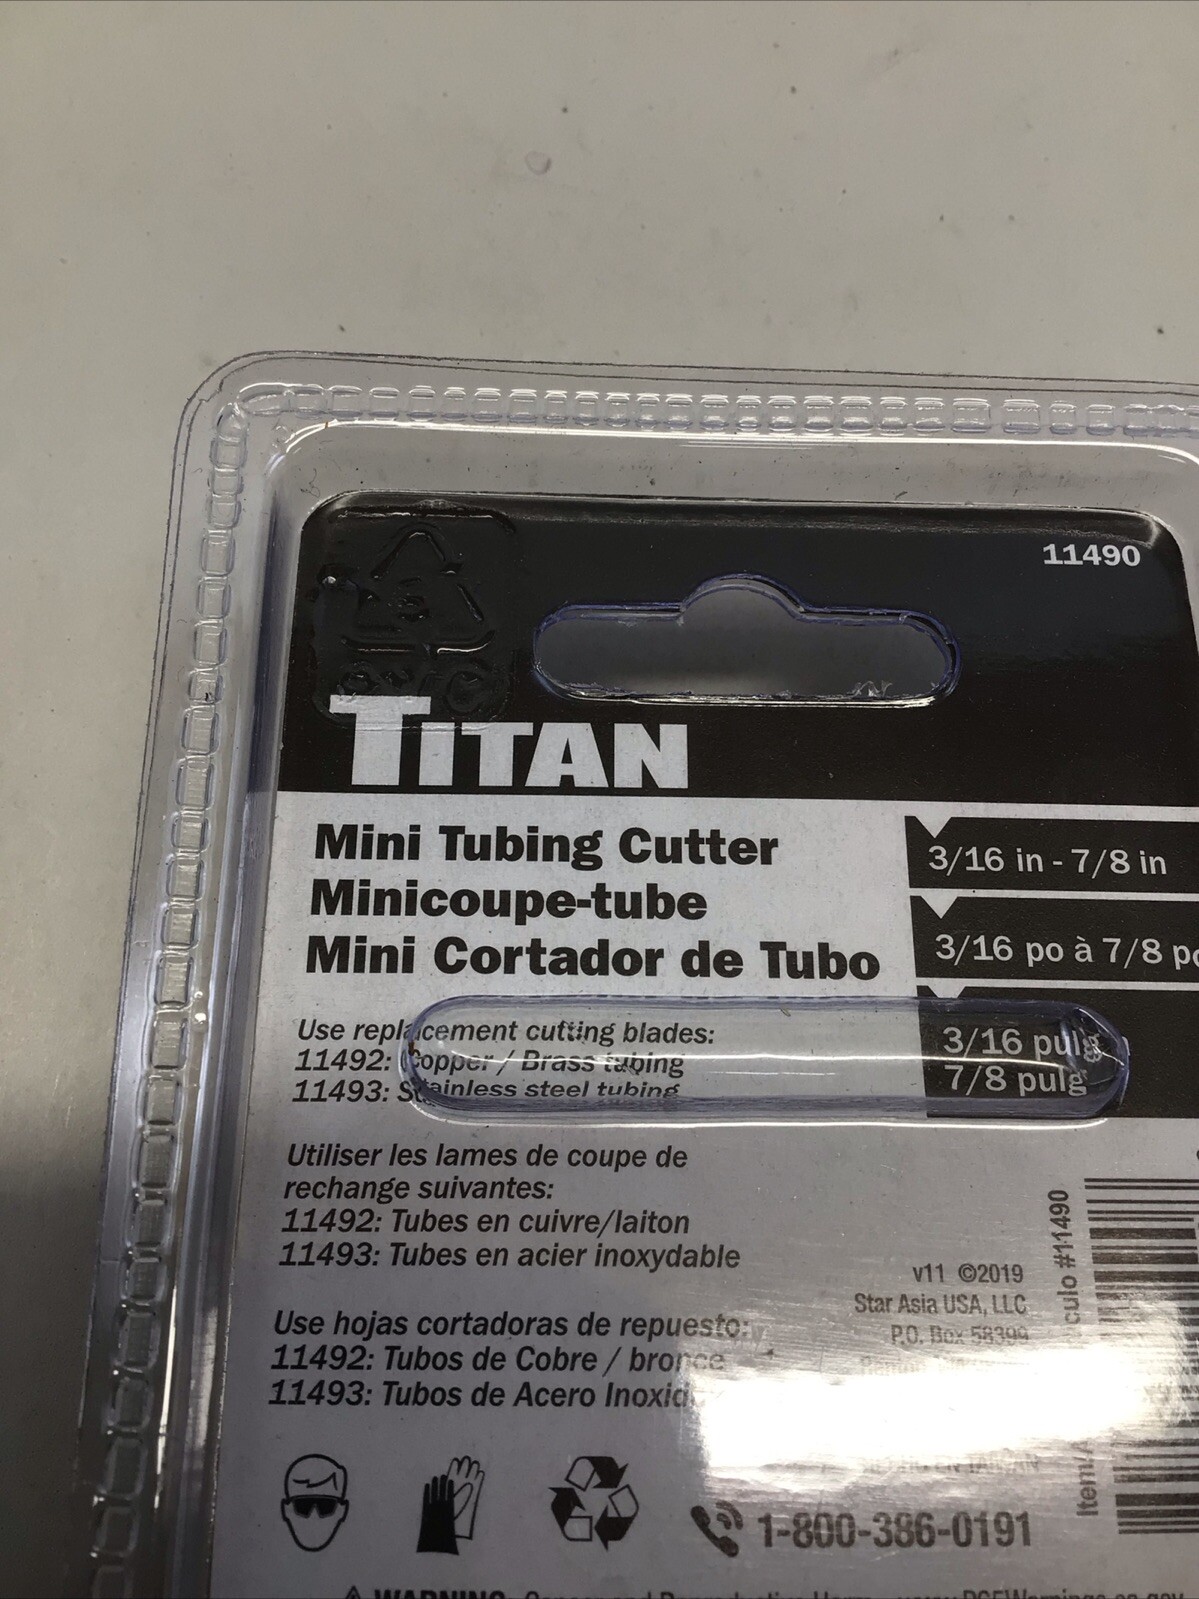 11490
TITAN
Mini Tubing Cutter
Minicoupe-tube
Mini Cortador de Tubo
3/16 in - 7/8 in
3/16 po à 7/8 po
3/16 pulg
7/8 pulg
Use replacement cutting blades:
11492: Copper / Brass tubing
11493: Stainless steel tubing
Utiliser les lames de coupe de
rechange suivantes:
11492: Tubes en cuivre/laiton
11493: Tubes en acier inoxydable
Use hojas cortadoras de repuesto:
11492: Tubos de Cobre / bronce
11493: Tubos de Acero
v11 ©2019
Star Asia USA, LLC
P.O. Box 58399
#11490
1-800-386-0191
WARNING: